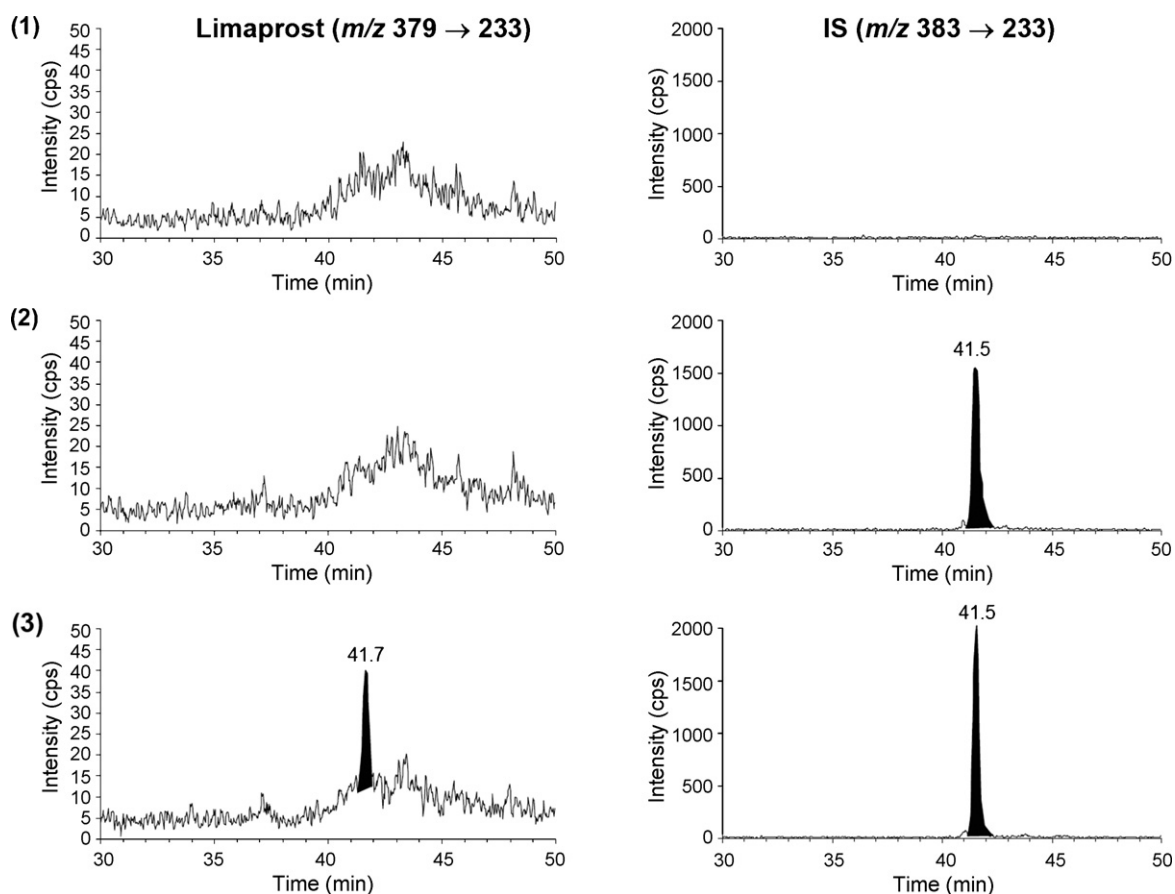 (1)
Limaprost (m/z 379 → 233)
Intensity (cps)
50
45
40
35
30
25
20
15
10
5
0
30 35 40 45 50
Time (min)
IS (m/z 383 → 233)
Intensity (cps)
2000
1500
1000
500
0
30 35 40 45 50
Time (min)
(2)
Intensity (cps)
50
45
40
35
30
25
20
15
10
5
0
30 35 40 45 50
Time (min)
41.5
Intensity (cps)
2000
1500
1000
500
0
30 35 40 45 50
Time (min)
(3)
41.7
Intensity (cps)
50
45
40
35
30
25
20
15
10
5
0
30 35 40 45 50
Time (min)
41.5
Intensity (cps)
2000
1500
1000
500
0
30 35 40 45 50
Time (min)